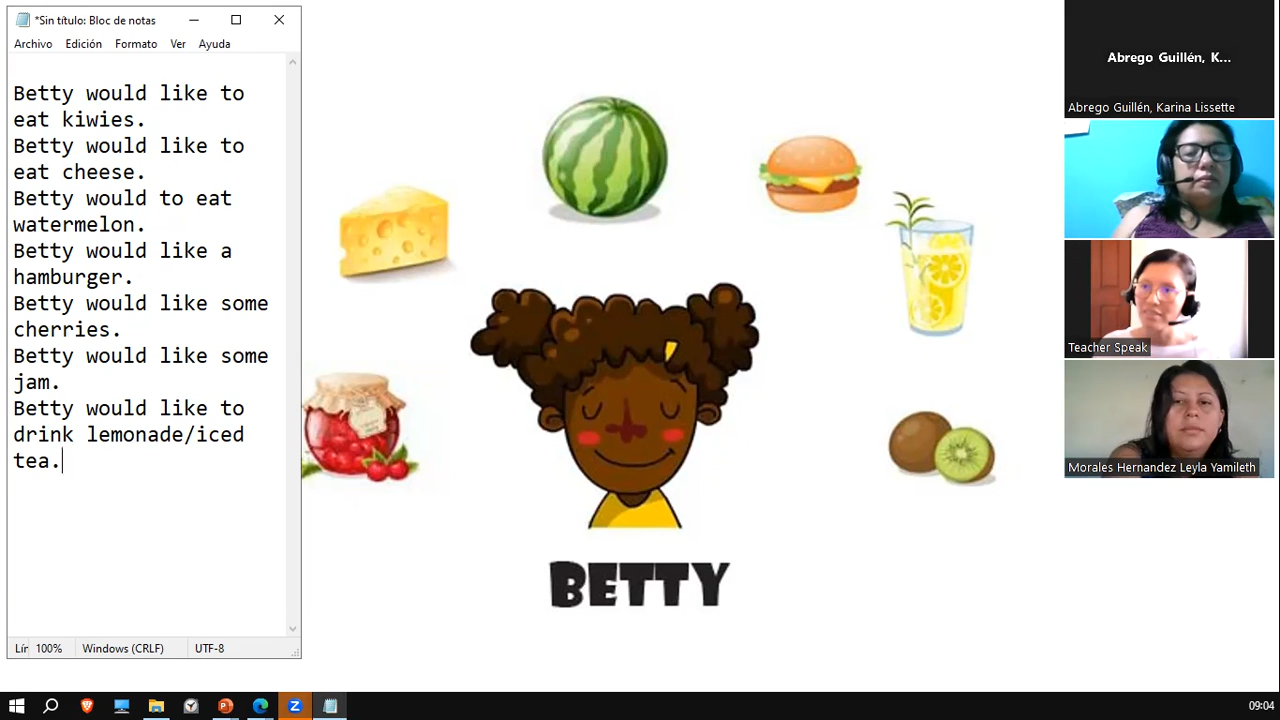 *Sin título: Bloc de notas
Archivo Edición Formato Ver Ayuda
Betty would like to
eat kiwies.
Betty would like to
eat cheese.
Betty would to eat
watermelon.
Betty would like a
hamburger.
Betty would like some
cherries.
Betty would like some
jam.
Betty would like to
drink lemonade/iced
tea.
100% Windows (CRLF) UTF-8
BETTY
Abrego Guillén, K...
Abrego Guillén, Karina Lissette
Teacher Speak
Morales Hernandez Leyla Yamileth
09:04